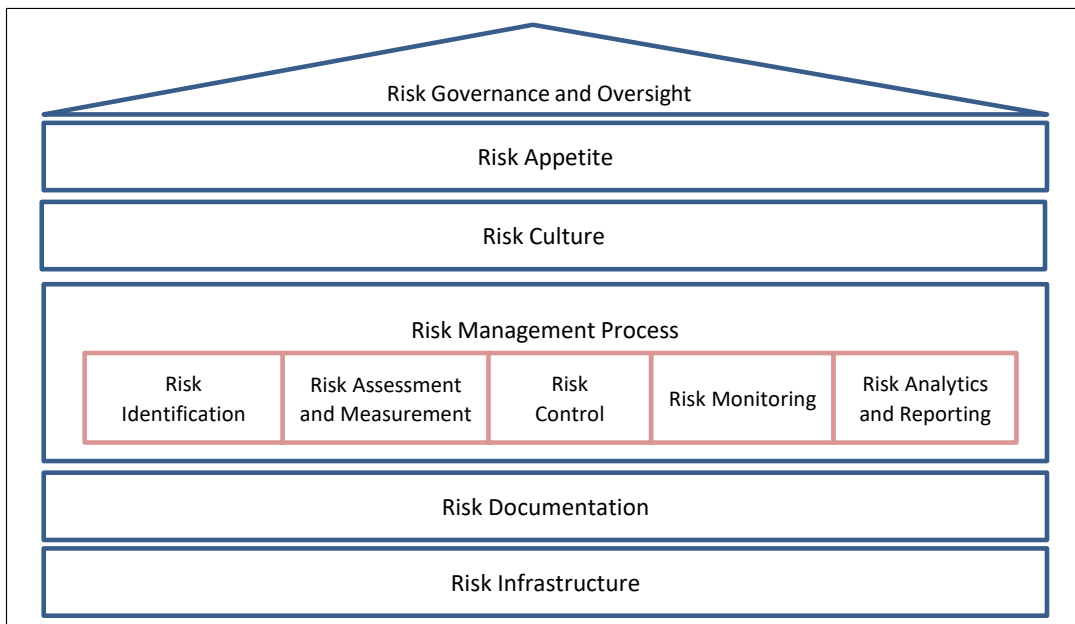 Risk Governance and Oversight
Risk Appetite
Risk Culture
Risk Management Process
Risk
Identification
Risk Assessment
and Measurement
Risk
Control
Risk Monitoring
Risk Analytics
and Reporting
Risk Documentation
Risk Infrastructure